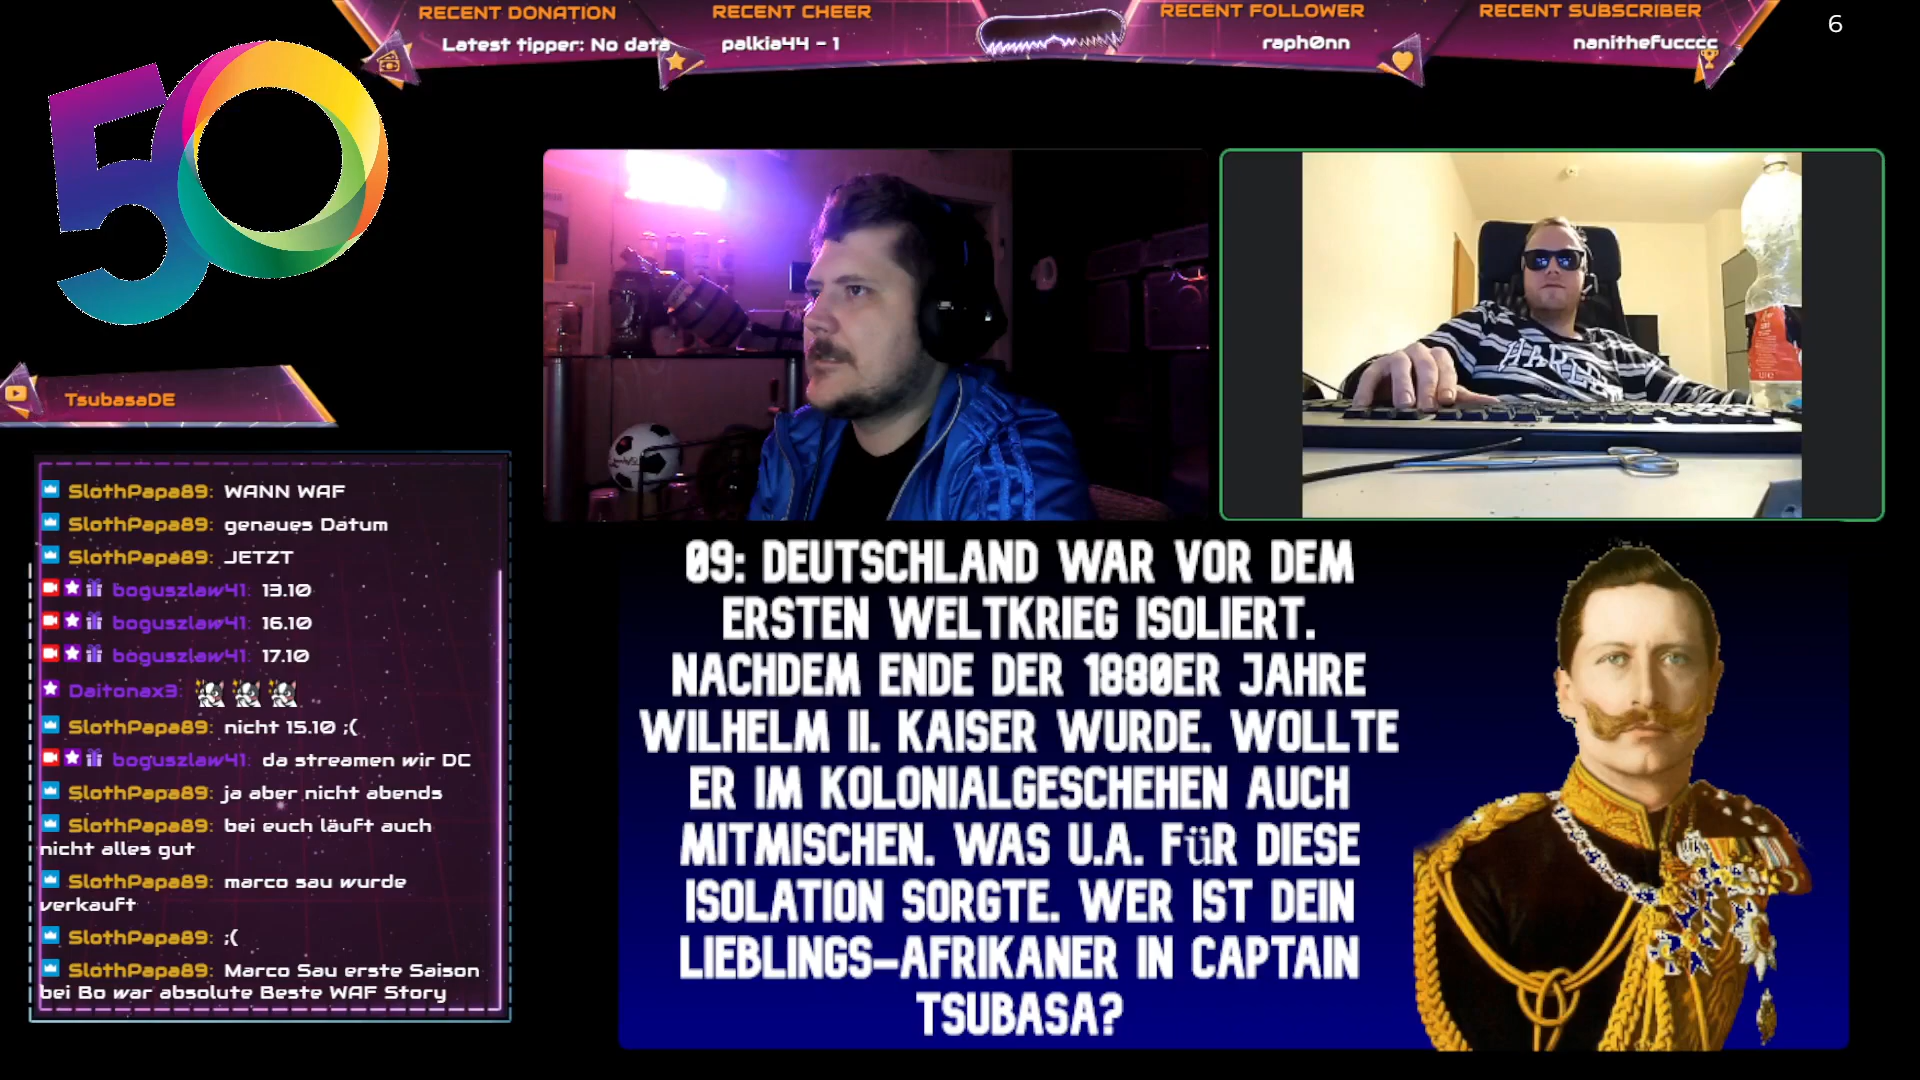 RECENT DONATION
Latest tipper: No data
RECENT CHEER
palkia44 - 1
RECENT FOLLOWER
raph0nn
RECENT SUBSCRIBER
nanithefucccc
6
50
TsubasaDE
SlothPapa89: WANN WAF
SlothPapa89: genaues Datum
SlothPapa89: JETZT
boguszlaw41: 13.10
boguszlaw41: 16.10
boguszlaw41: 17.10
Daitonax3:
SlothPapa89: nicht 15.10 ;(
boguszlaw41: da streamen wir DC
SlothPapa89: ja aber nicht abends
SlothPapa89: bei euch läuft auch
nicht alles gut
SlothPapa89: marco sau wurde
verkauft
SlothPapa89: ;(
SlothPapa89: Marco Sau erste Saison
bei Bo war absolute Beste WAF Story
HARLE
09: DEUTSCHLAND WAR VOR DEM
ERSTEN WELTKRIEG ISOLIERT.
NACHDEM ENDE DER 1880ER JAHRE
WILHELM II. KAISER WURDE. WOLLTE
ER IM KOLONIALGESCHEHEN AUCH
MITMISCHEN. WAS U.A. FüR DIESE
ISOLATION SORGTE. WER IST DEIN
LIEBLINGS-AFRIKANER IN CAPTAIN
TSUBASA?